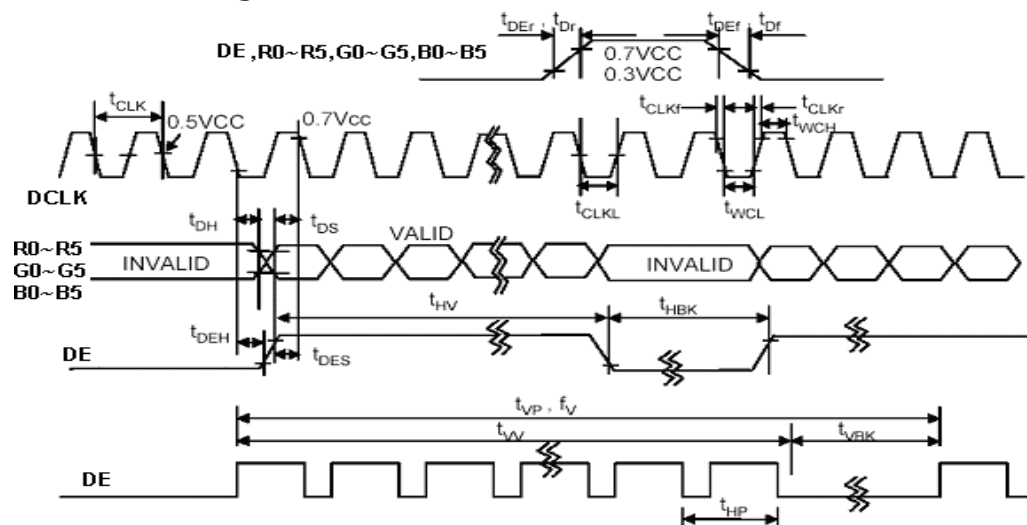 tDEr , tDr
tDEf , tDf
DE ,R0~R5,G0~G5,B0~B5
0.7VCC
0.3VCC
tCLK
0.5VCC
0.7Vcc
tCLKf
tCLKr
tWCH
DCLK
tCLKL
tWCL
tDH
tDS
R0~R5
G0~G5
B0~B5
INVALID
VALID
INVALID
tHV
tHBK
tDEH
tDES
DE
tVP , fV
tVV
tVBK
DE
tHP